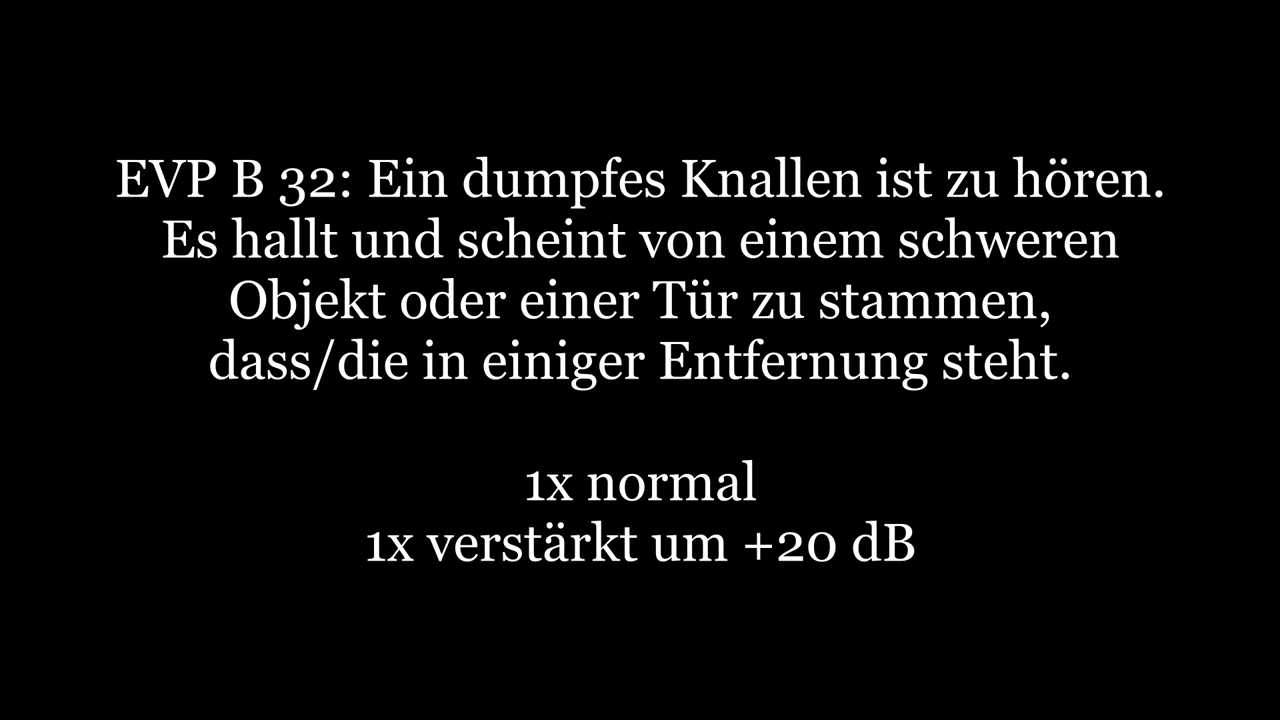 EVP B 32: Ein dumpfes Knallen ist zu hören.
Es hallt und scheint von einem schweren
Objekt oder einer Tür zu stammen,
dass/die in einiger Entfernung steht.
1x normal
1x verstärkt um +20 dB